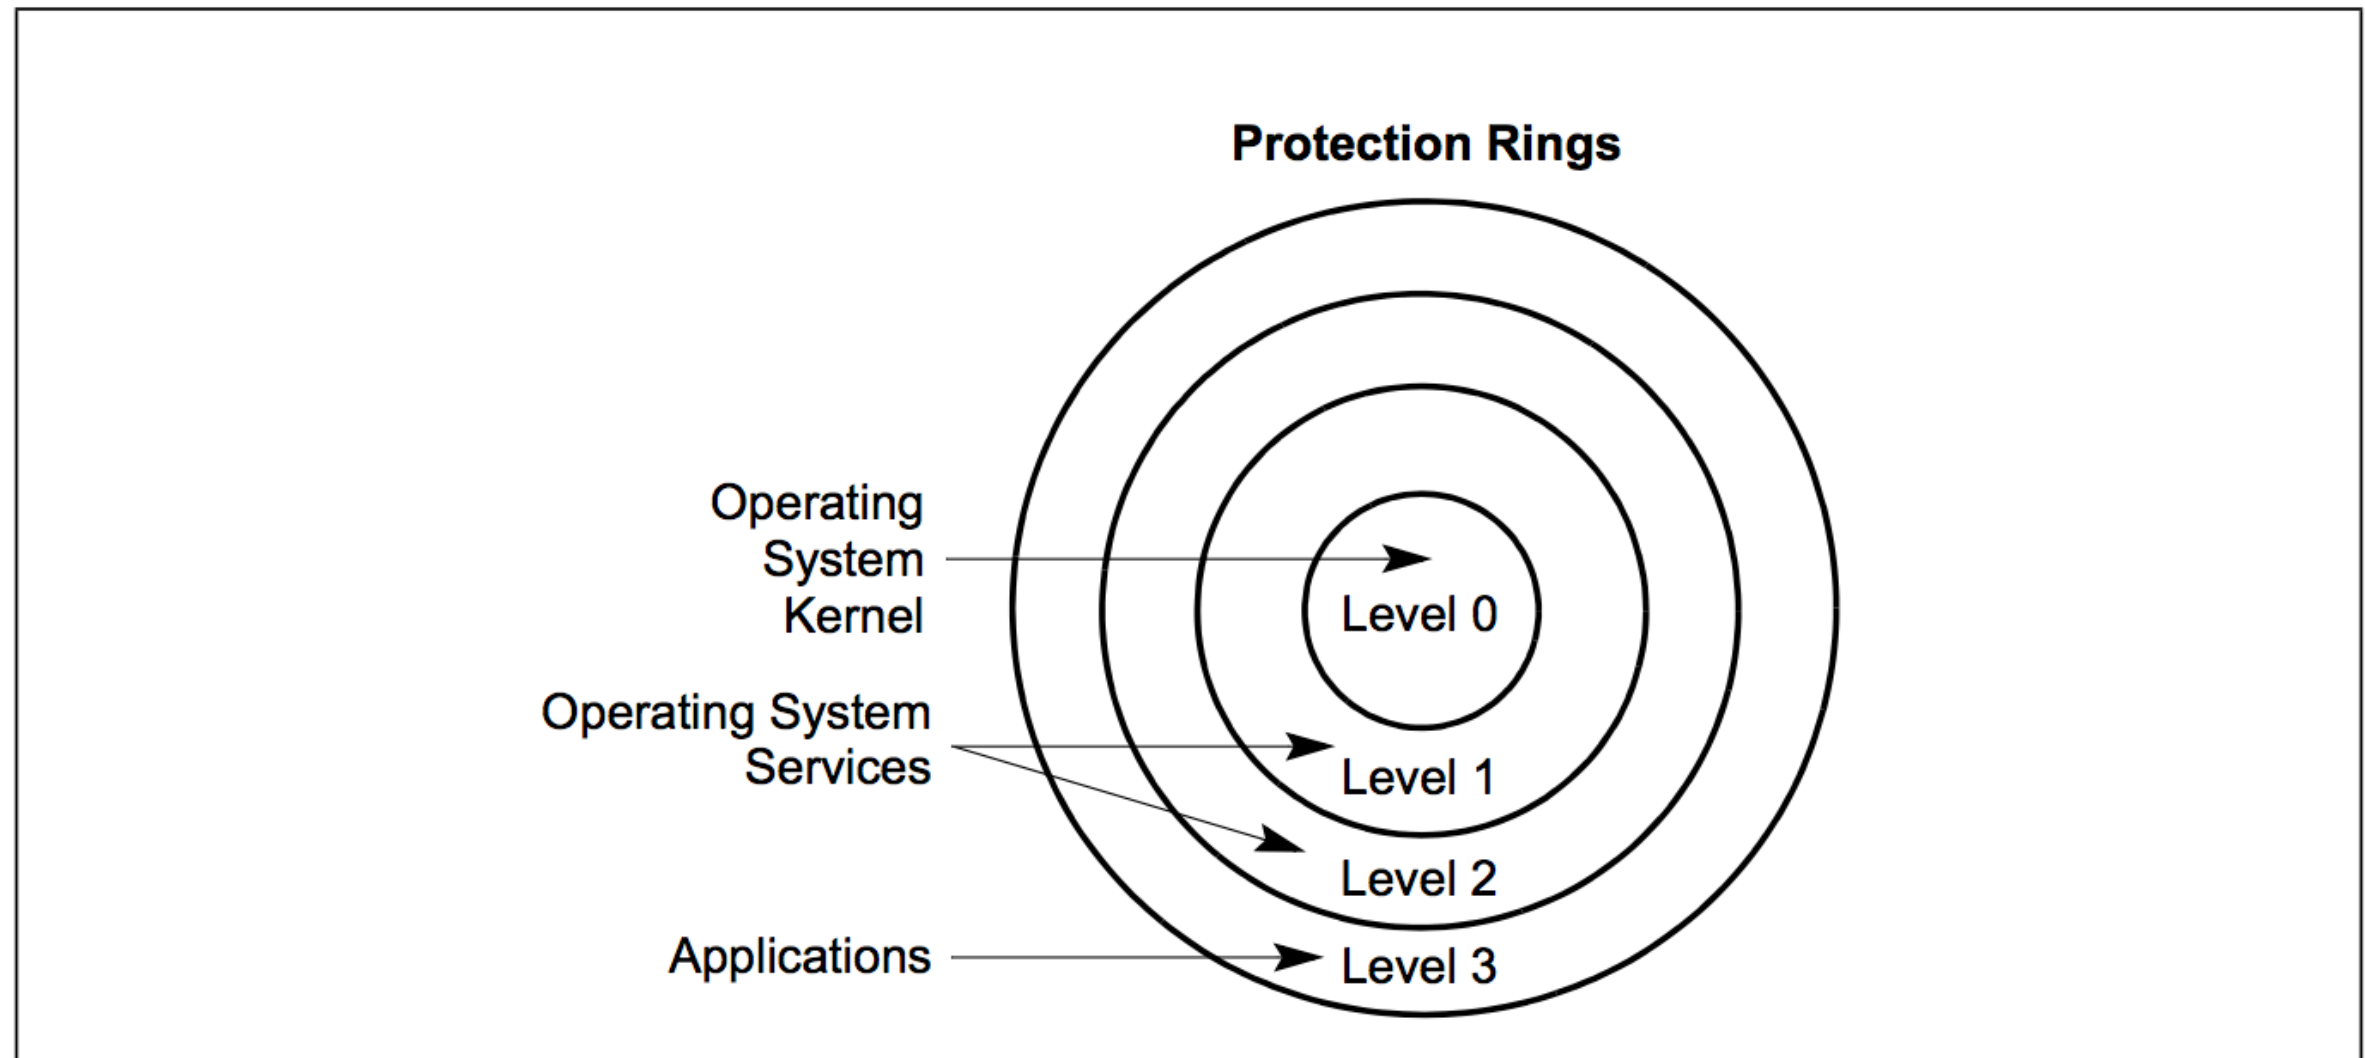 Protection Rings
Operating
System
Kernel
Level 0
Operating System
Services
Level 1
Level 2
Applications
Level 3